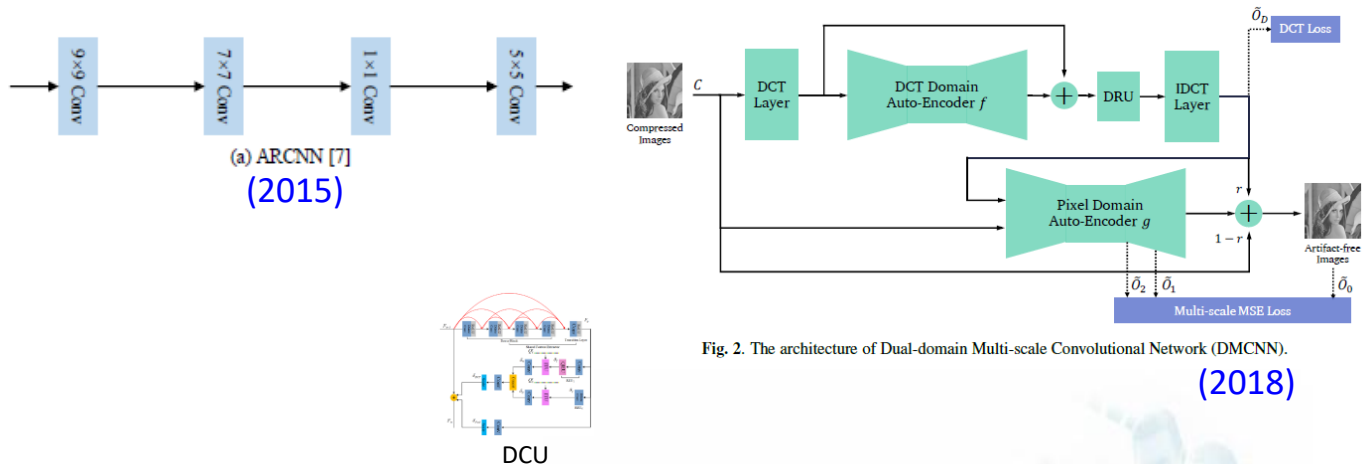 9×9 Conv
7×7 Conv
1×1 Conv
5×5 Conv
(a) ARCNN [7]
(2015)
Compressed
Images
C
DCT
Layer
DCT Domain
Auto-Encoder f
+
DRU
IDCT
Layer
Õ_D
DCT Loss
Pixel Domain
Auto-Encoder g
r
+
1 − r
Artifact-free
Images
Õ_2
Õ_1
Õ_0
Multi-scale MSE Loss
Fig. 2. The architecture of Dual-domain Multi-scale Convolutional Network (DMCNN).
(2018)
DCU